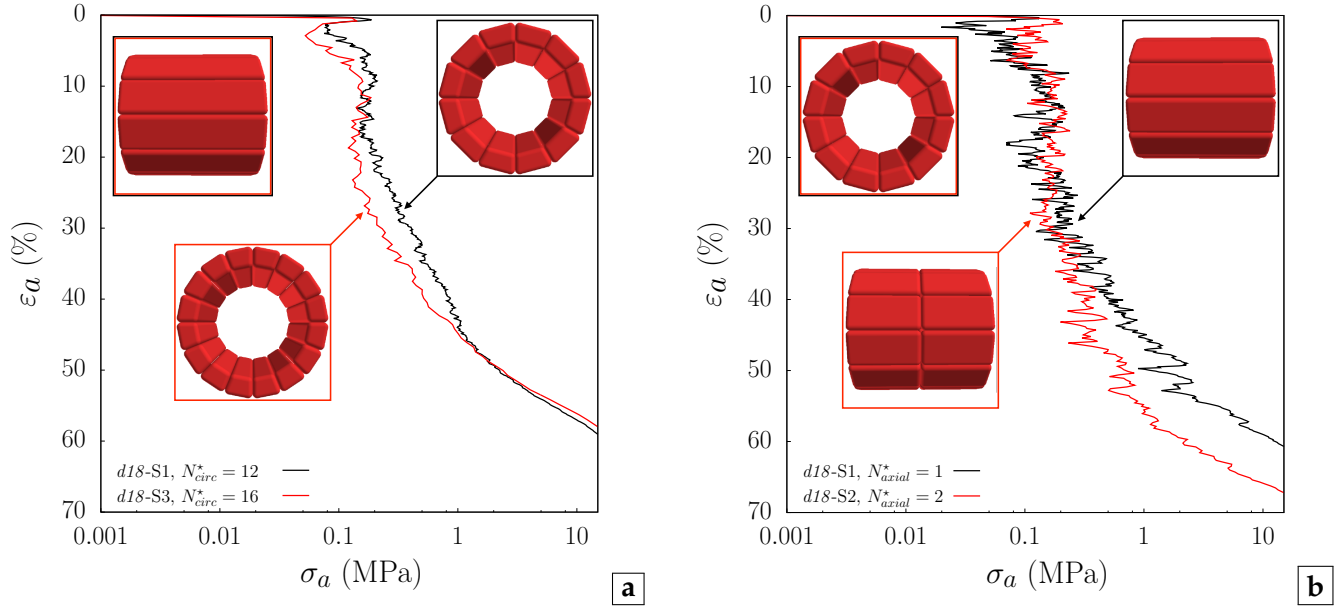 0
10
20
30
40
50
60
70
εa (%)
0.001
0.01
0.1
1
10
σa (MPa)
d18-S1, N*circ = 12
d18-S3, N*circ = 16
a
0
10
20
30
40
50
60
70
εa (%)
0.001
0.01
0.1
1
10
σa (MPa)
d18-S1, N*axial = 1
d18-S2, N*axial = 2
b